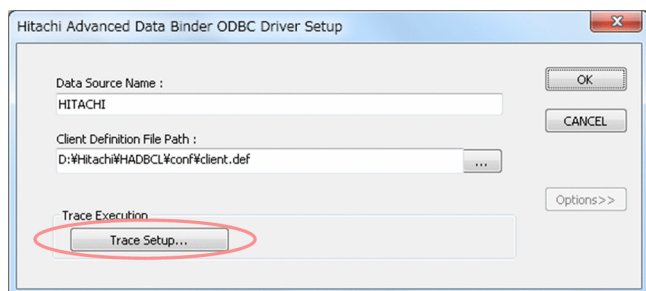 Hitachi Advanced Data Binder ODBC Driver Setup
Data Source Name :
HITACHI
OK
CANCEL
Client Definition File Path :
D:¥Hitachi¥HADBCL¥conf¥client.def
...
Options>>
Trace Execution
Trace Setup...